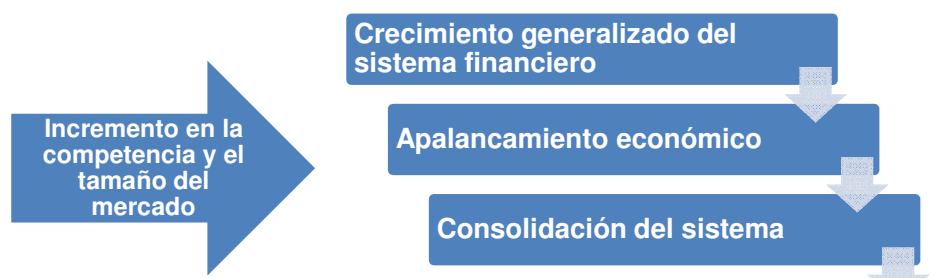 Incremento en la
competencia y el
tamaño del
mercado
Crecimiento generalizado del
sistema financiero
Apalancamiento económico
Consolidación del sistema